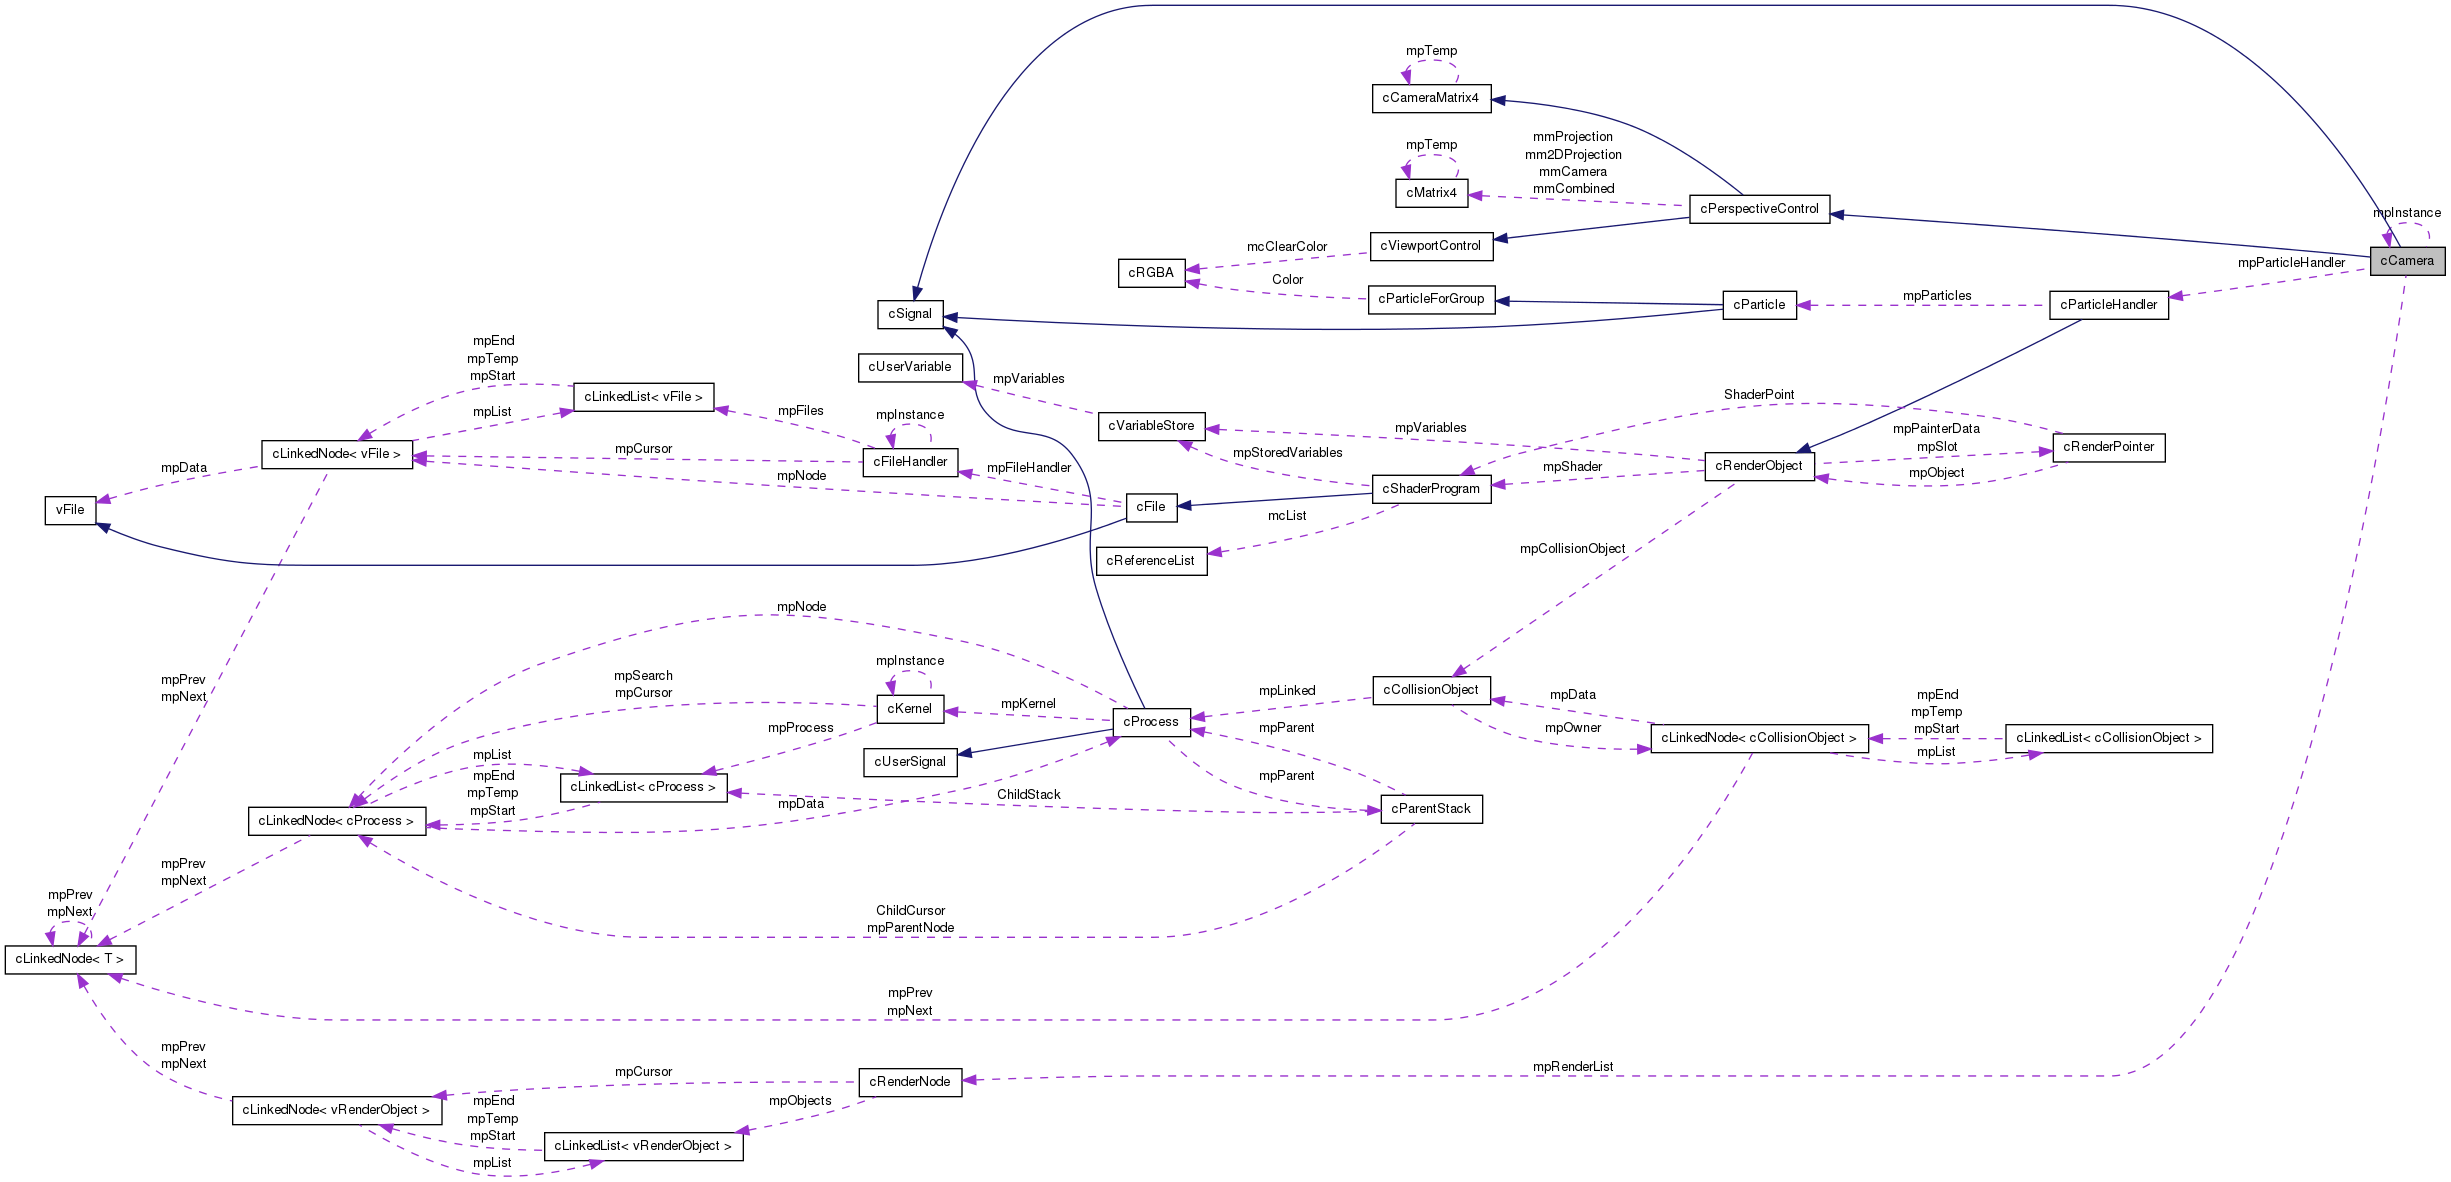 mpTemp
cCameraMatrix4
mmProjection
mm2DProjection
mmCamera
mmCombined
mpTemp
cMatrix4
cPerspectiveControl
mpInstance
cCamera
mcClearColor
cViewportControl
cRGBA
Color
cParticleForGroup
mpParticleHandler
cParticle
mpParticles
cParticleHandler
cSignal
mpEnd
mpTemp
mpStart
cUserVariable
mpVariables
cLinkedList< vFile >
mpList
mpFiles
mpInstance
cVariableStore
mpVariables
ShaderPoint
mpPainterData
mpSlot
cRenderPointer
cLinkedNode< vFile >
mpCursor
cFileHandler
mpFileHandler
mpStoredVariables
mpShader
cRenderObject
mpObject
mpData
mpNode
cShaderProgram
vFile
cFile
mcList
cReferenceList
mpCollisionObject
mpNode
mpPrev
mpNext
mpSearch
mpCursor
mpInstance
cKernel
mpKernel
cProcess
mpLinked
cCollisionObject
mpData
mpOwner
mpEnd
mpTemp
mpStart
cLinkedNode< cCollisionObject >
mpList
cLinkedList< cCollisionObject >
mpProcess
mpParent
cUserSignal
mpList
mpEnd
mpTemp
mpStart
cLinkedList< cProcess >
mpData
ChildStack
mpParent
cParentStack
cLinkedNode< cProcess >
mpPrev
mpNext
mpPrev
mpNext
ChildCursor
mpParentNode
cLinkedNode< T >
mpPrev
mpNext
mpPrev
mpNext
mpCursor
cRenderNode
mpRenderList
cLinkedNode< vRenderObject >
mpEnd
mpTemp
mpStart
mpObjects
cLinkedList< vRenderObject >
mpList